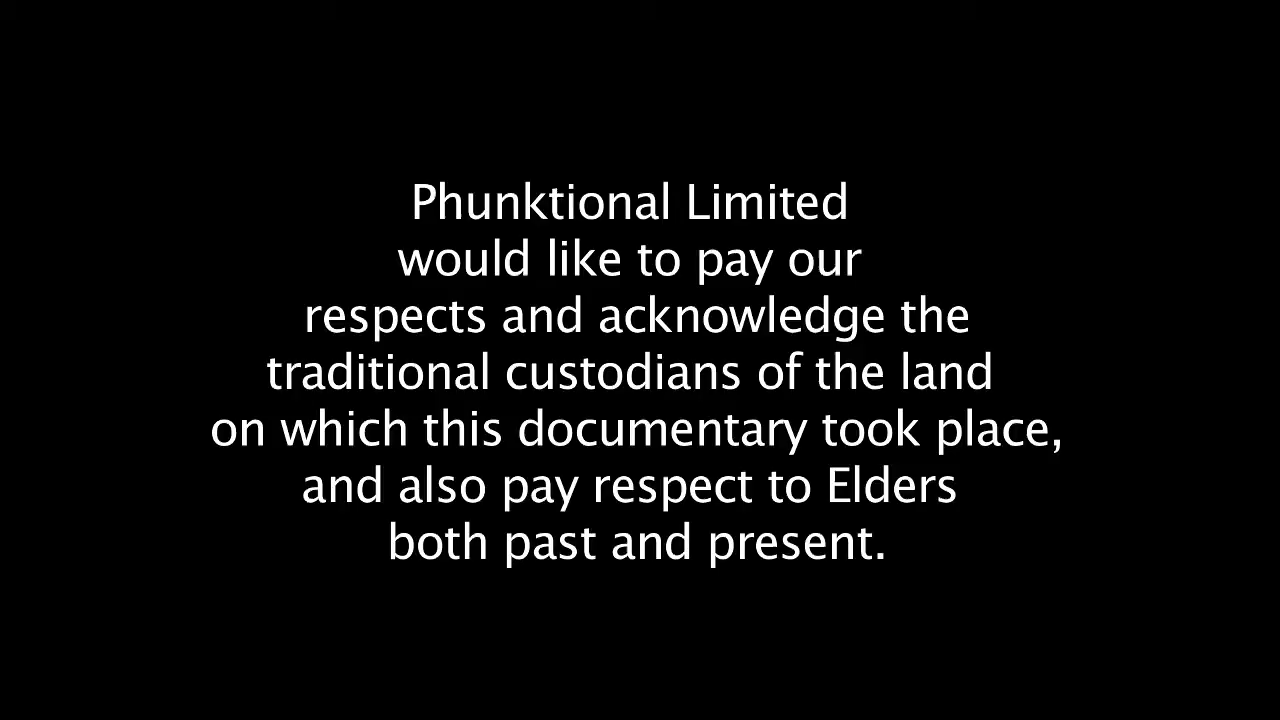 Phunktional Limited
would like to pay our
respects and acknowledge the
traditional custodians of the land
on which this documentary took place,
and also pay respect to Elders
both past and present.